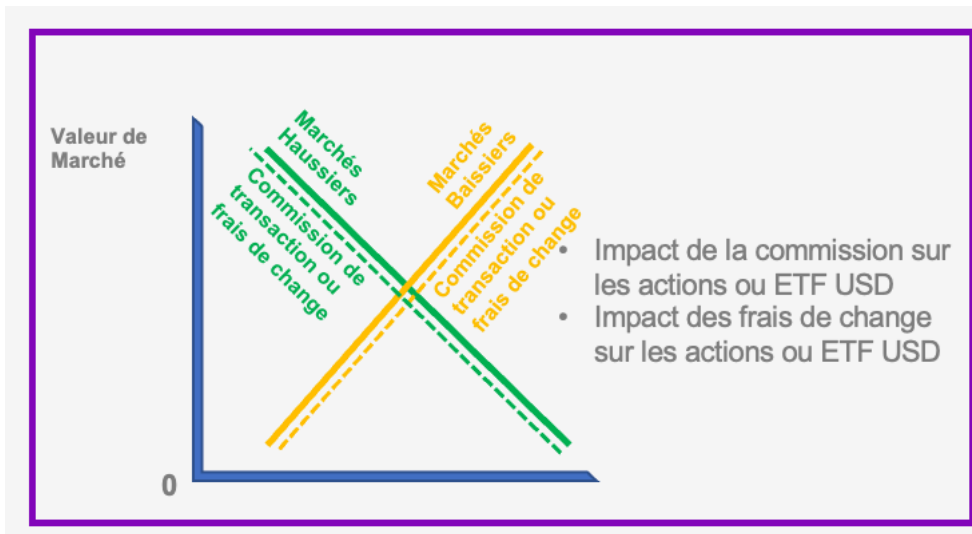 Valeur de
Marché
Marchés
Haussiers
Commission de
transaction ou
frais de change
Marchés
Baissiers
Commission de
transaction ou
frais de change
• Impact de la commission sur
les actions ou ETF USD
• Impact des frais de change
sur les actions ou ETF USD
0